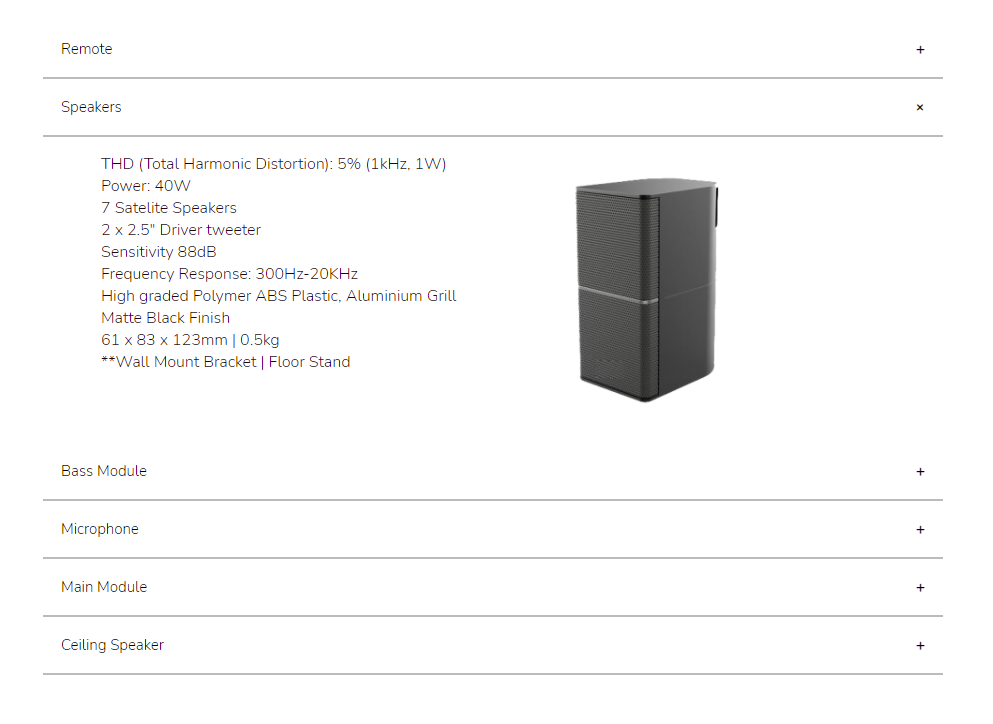 Remote +
Speakers ×
THD (Total Harmonic Distortion): 5% (1kHz, 1W)
Power: 40W
7 Satelite Speakers
2 x 2.5" Driver tweeter
Sensitivity 88dB
Frequency Response: 300Hz-20KHz
High graded Polymer ABS Plastic, Aluminium Grill
Matte Black Finish
61 x 83 x 123mm | 0.5kg
**Wall Mount Bracket | Floor Stand
Bass Module +
Microphone +
Main Module +
Ceiling Speaker +